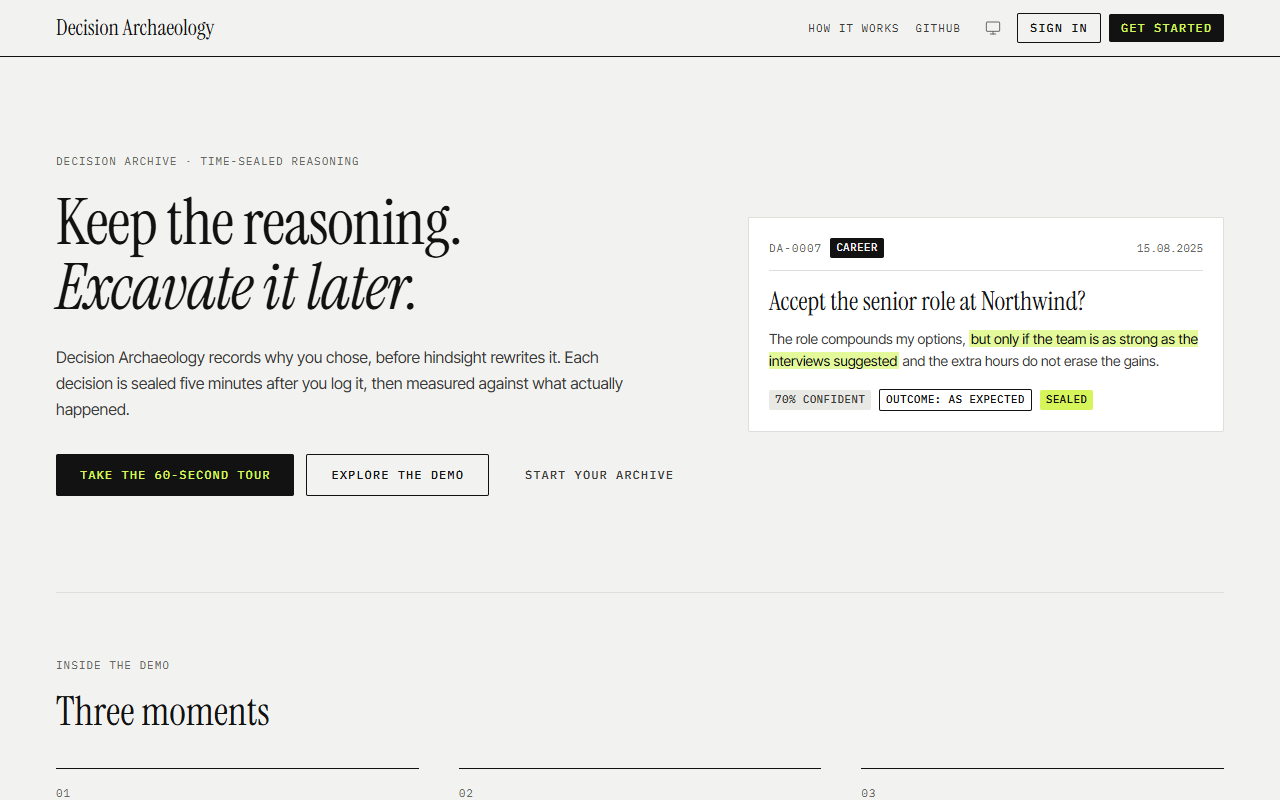 Decision Archaeology
HOW IT WORKS
GITHUB
SIGN IN
GET STARTED
DECISION ARCHIVE · TIME-SEALED REASONING
Keep the reasoning.
Excavate it later.
Decision Archaeology records why you chose, before hindsight rewrites it. Each
decision is sealed five minutes after you log it, then measured against what actually
happened.
TAKE THE 60-SECOND TOUR
EXPLORE THE DEMO
START YOUR ARCHIVE
DA-0007
CAREER
15.08.2025
Accept the senior role at Northwind?
The role compounds my options, but only if the team is as strong as the
interviews suggested and the extra hours do not erase the gains.
70% CONFIDENT
OUTCOME: AS EXPECTED
SEALED
INSIDE THE DEMO
Three moments
01
02
03